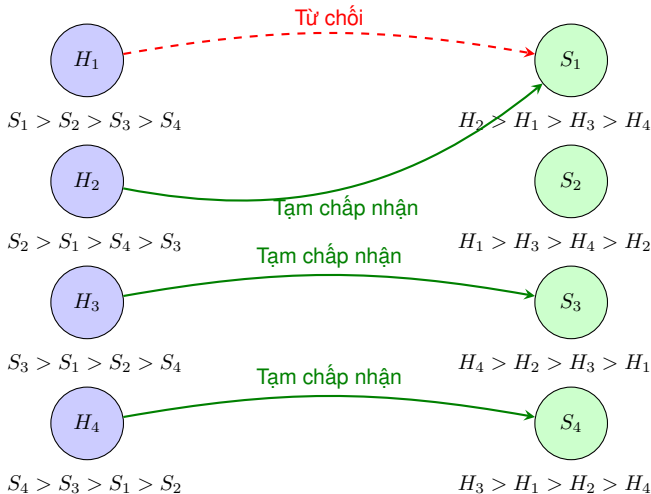 Từ chối
H₁
S₁
S₁ > S₂ > S₃ > S₄
H₂ > H₁ > H₃ > H₄
H₂
S₂
Tạm chấp nhận
S₂ > S₁ > S₄ > S₃
H₁ > H₃ > H₄ > H₂
Tạm chấp nhận
H₃
S₃
S₃ > S₁ > S₂ > S₄
H₄ > H₂ > H₃ > H₁
Tạm chấp nhận
H₄
S₄
S₄ > S₃ > S₁ > S₂
H₃ > H₁ > H₂ > H₄